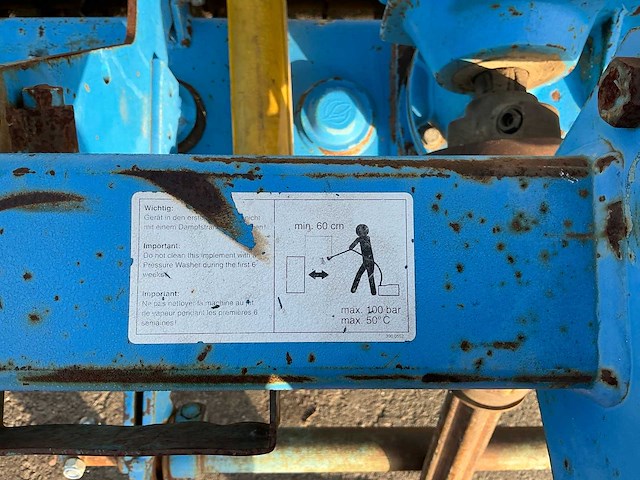 Wichtig:
Gerät in den ersten nicht
mit einem Dampfstrahl
Important:
Do not clean this implement with a
Pressure Washer during the first 6
weeks
Important:
Ne pas nettoyer la machine au jet
de vapeur pendant les premières 6
semaines!
min. 60 cm
max. 100 bar
max. 50°C